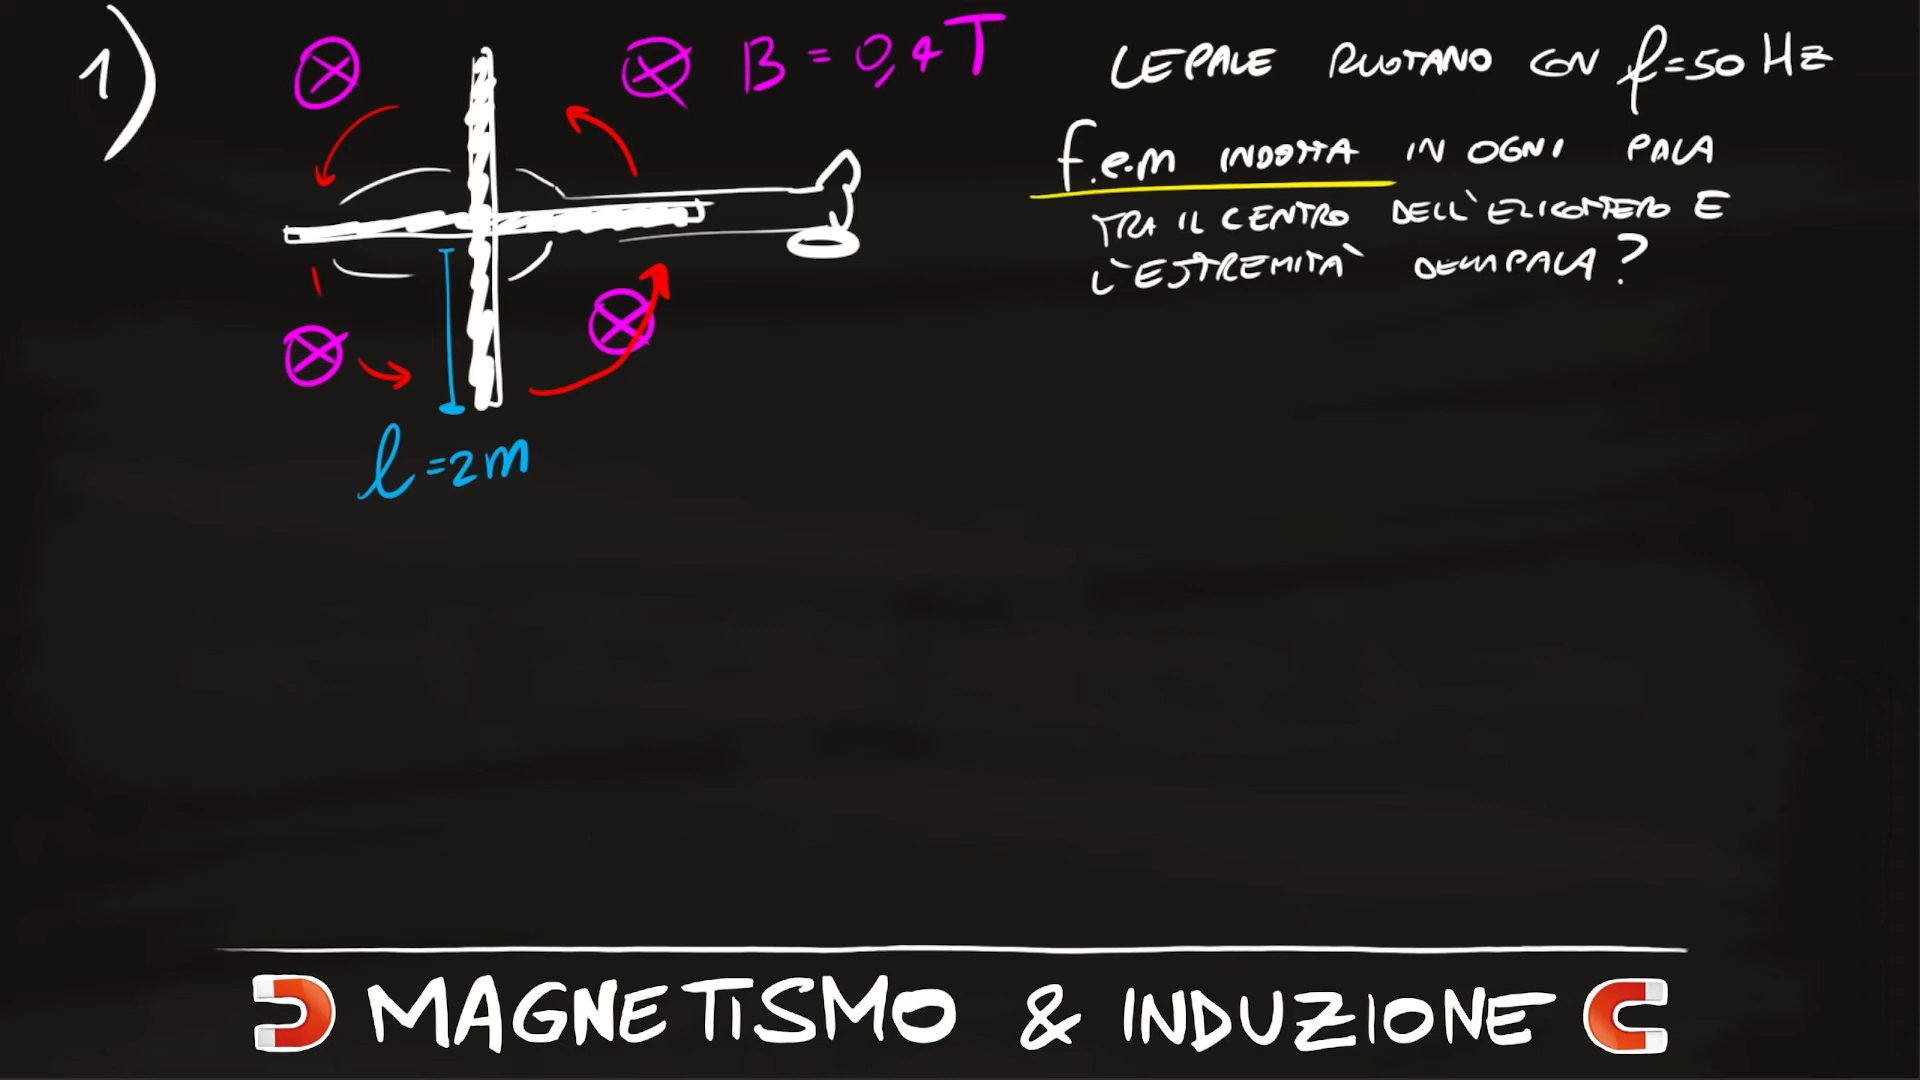 1)
B = 0,4 T
LE PALE RUOTANO CON f=50 Hz
f.e.m INDOTTA IN OGNI PALA
TRA IL CENTRO DELL'ELICOTTERO E
L'ESTREMITÀ DELLA PALA?
l=2m
MAGNETISMO & INDUZIONE